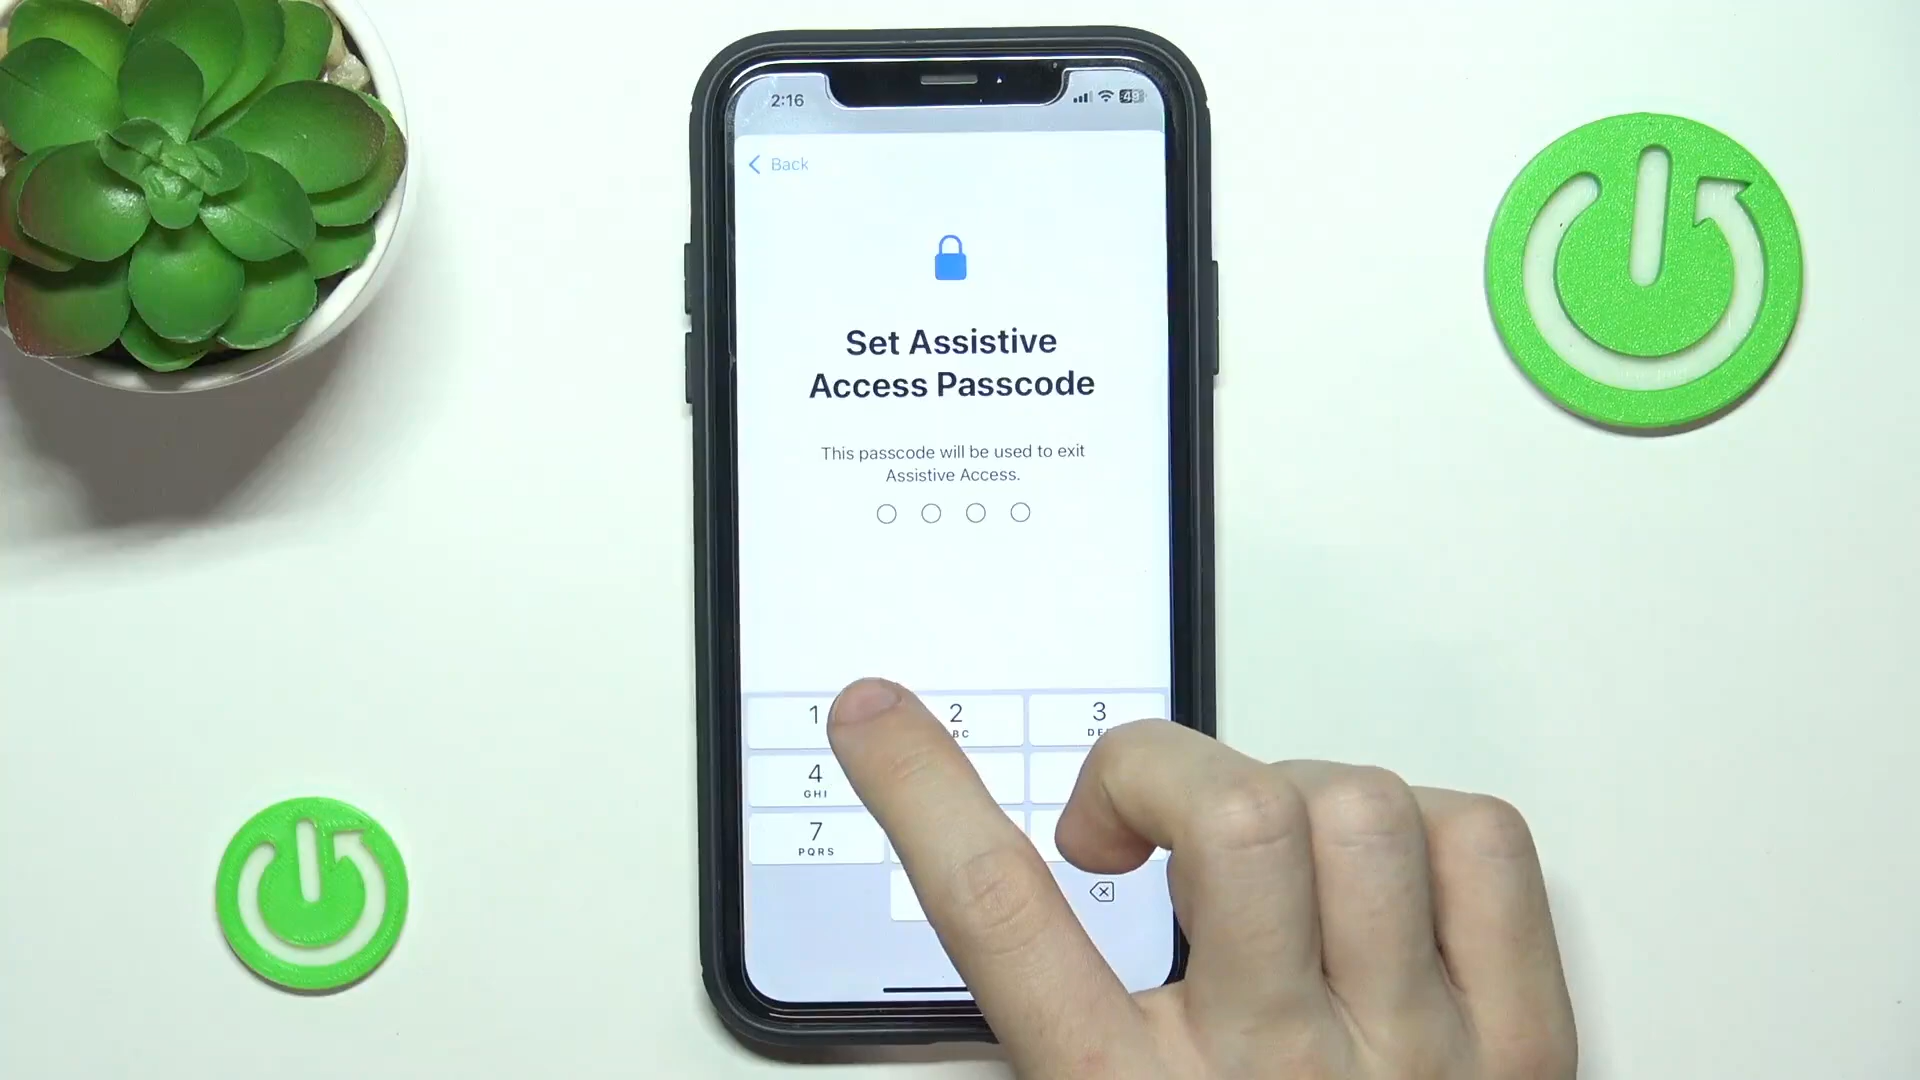 2:16
49
Back
Set Assistive
Access Passcode
This passcode will be used to exit
Assistive Access.
1
2
3
4
GHI
7
PQRS